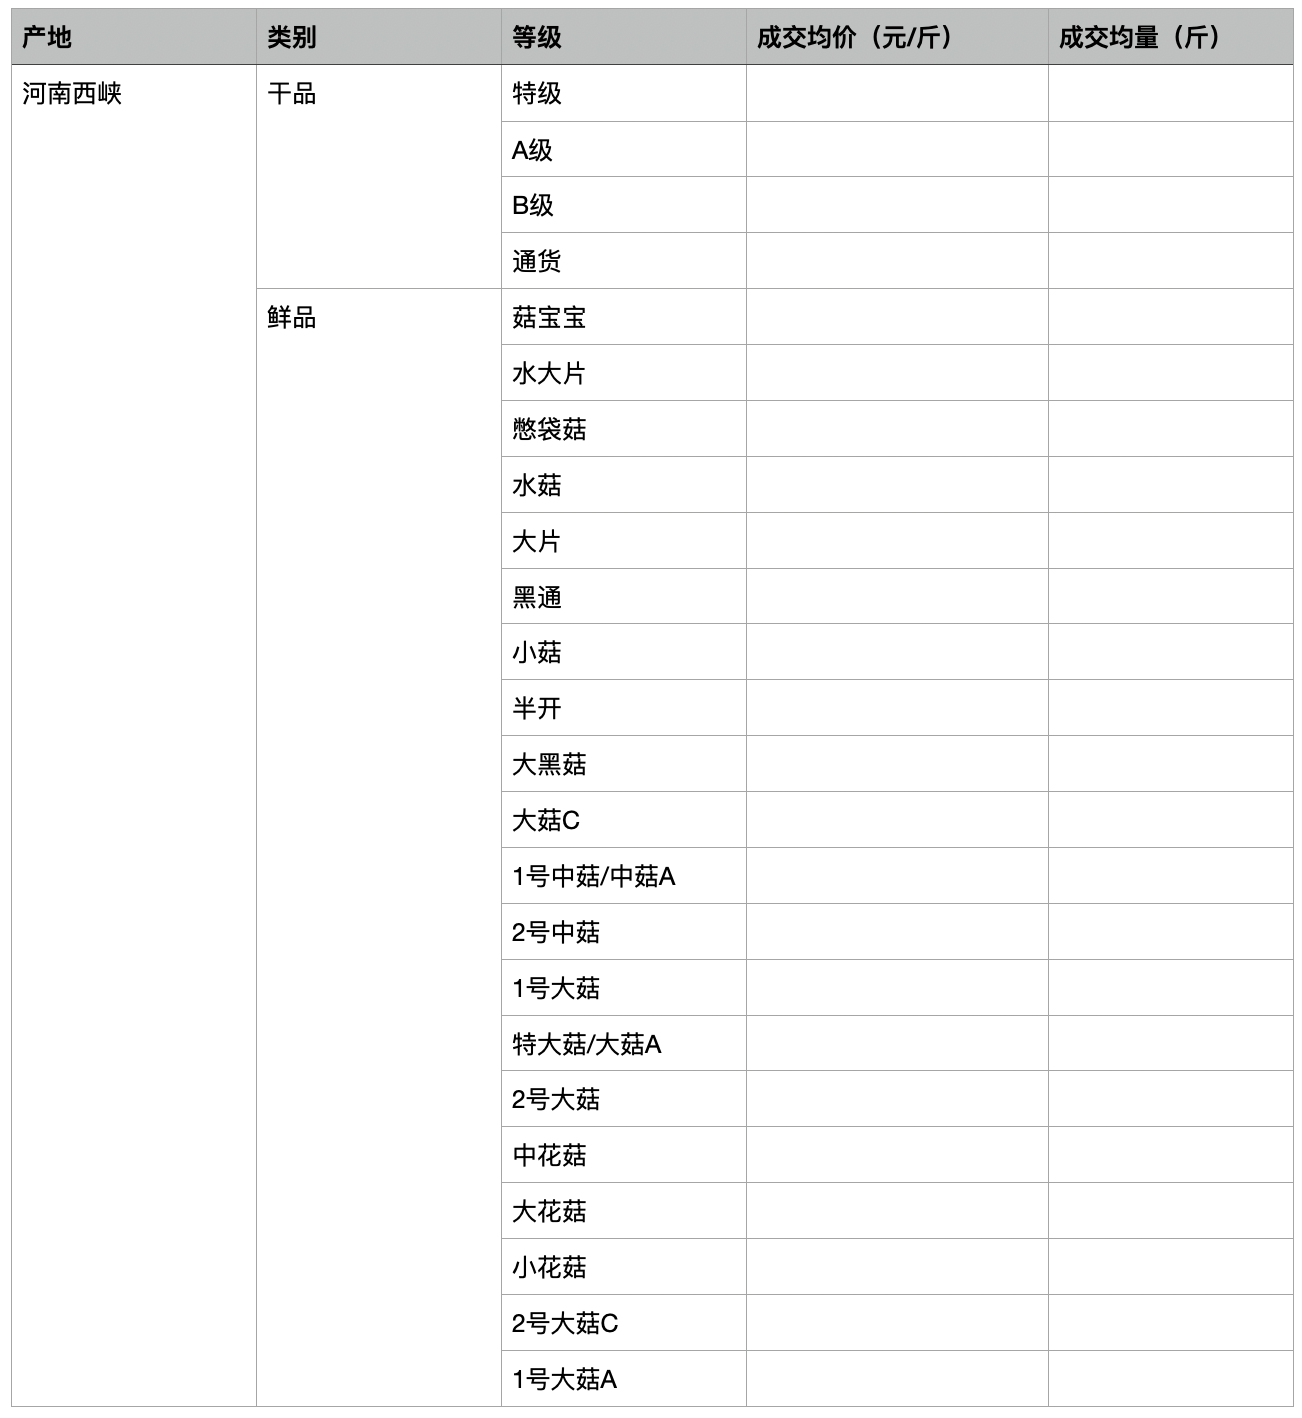 产地 类别 等级 成交均价（元/斤） 成交均量（斤）
河南西峡 干品 特级
A级
B级
通货
鲜品 菇宝宝
水大片
憋袋菇
水菇
大片
黑通
小菇
半开
大黑菇
大菇C
1号中菇/中菇A
2号中菇
1号大菇
特大菇/大菇A
2号大菇
中花菇
大花菇
小花菇
2号大菇C
1号大菇A